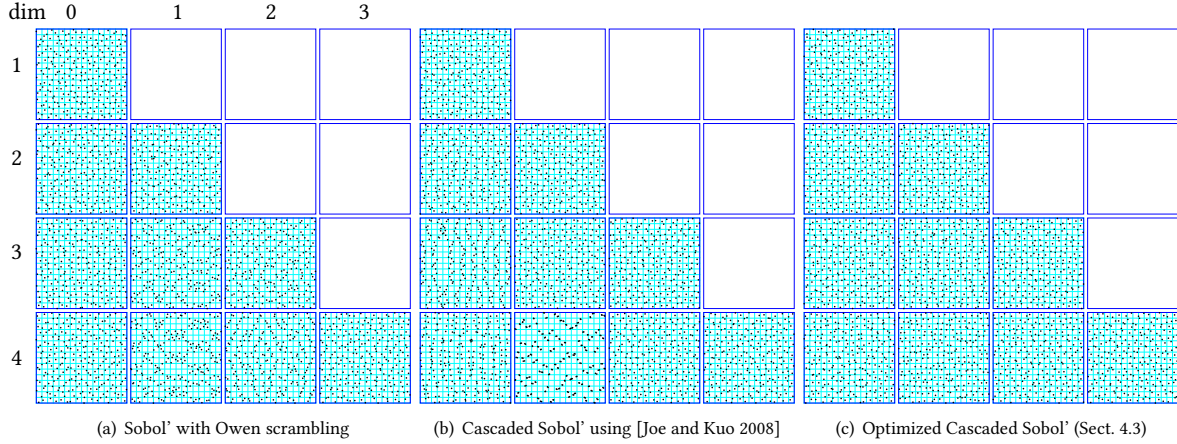 dim 0 1 2 3
1
2
3
4
(a) Sobol’ with Owen scrambling
(b) Cascaded Sobol’ using [Joe and Kuo 2008]
(c) Optimized Cascaded Sobol’ (Sect. 4.3)